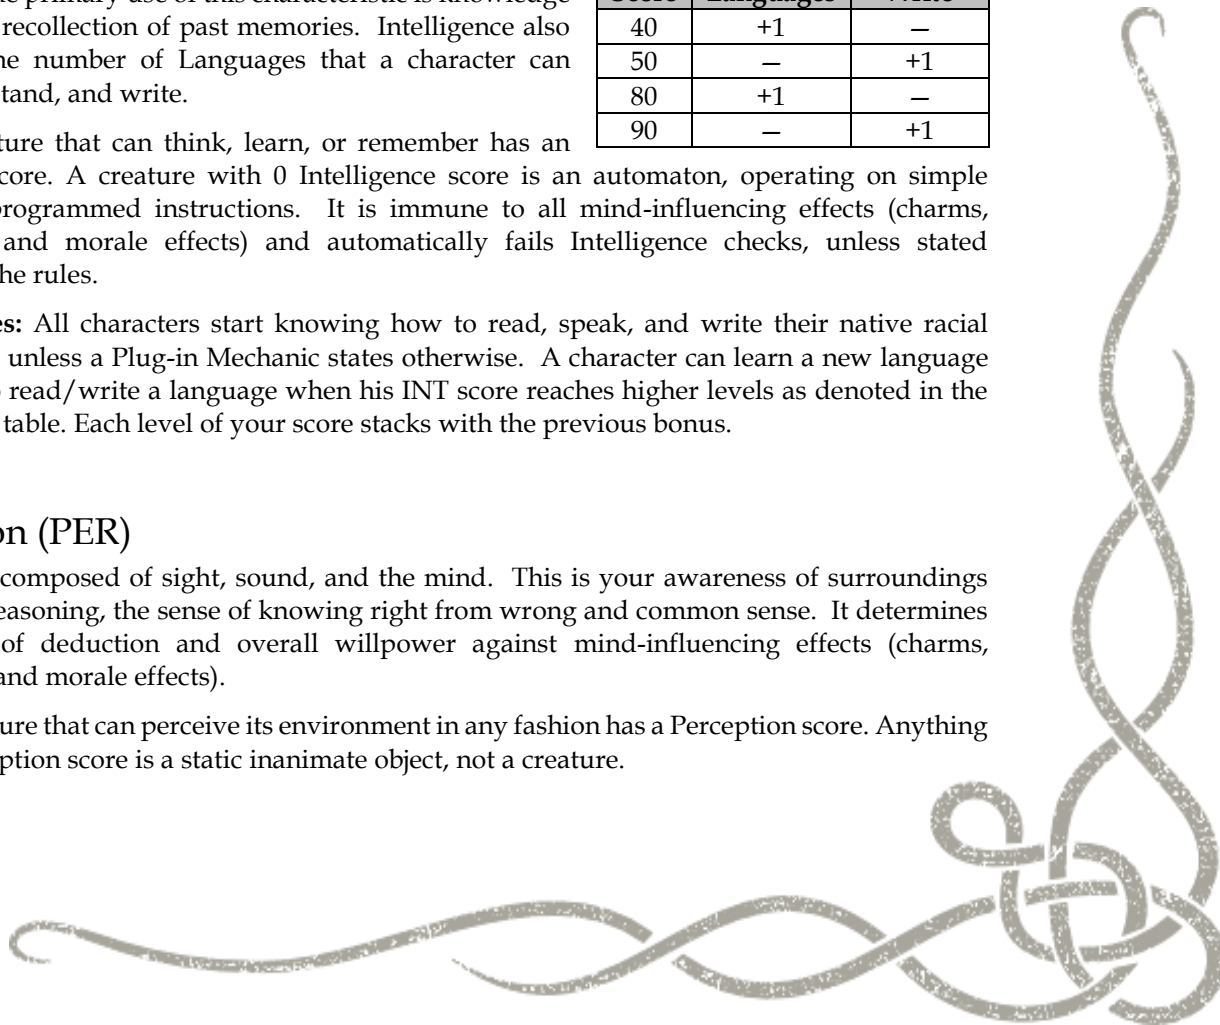 primary use of this characteristic is knowledge
recollection of past memories. Intelligence also
number of Languages that a character can
and write.
that can think, learn, or remember has an
A creature with 0 Intelligence score is an automaton, operating on simple
instructions. It is immune to all mind-influencing effects (charms,
and morale effects) and automatically fails Intelligence checks, unless stated
rules.
All characters start knowing how to read, speak, and write their native racial
unless a Plug-in Mechanic states otherwise. A character can learn a new language
read/write a language when his INT score reaches higher levels as denoted in the
table. Each level of your score stacks with the previous bonus.
Score Languages Write
40 +1 —
50 — +1
80 +1 —
90 — +1
on (PER)
composed of sight, sound, and the mind. This is your awareness of surroundings
easoning, the sense of knowing right from wrong and common sense. It determines
of deduction and overall willpower against mind-influencing effects (charms,
and morale effects).
ure that can perceive its environment in any fashion has a Perception score. Anything
ption score is a static inanimate object, not a creature.